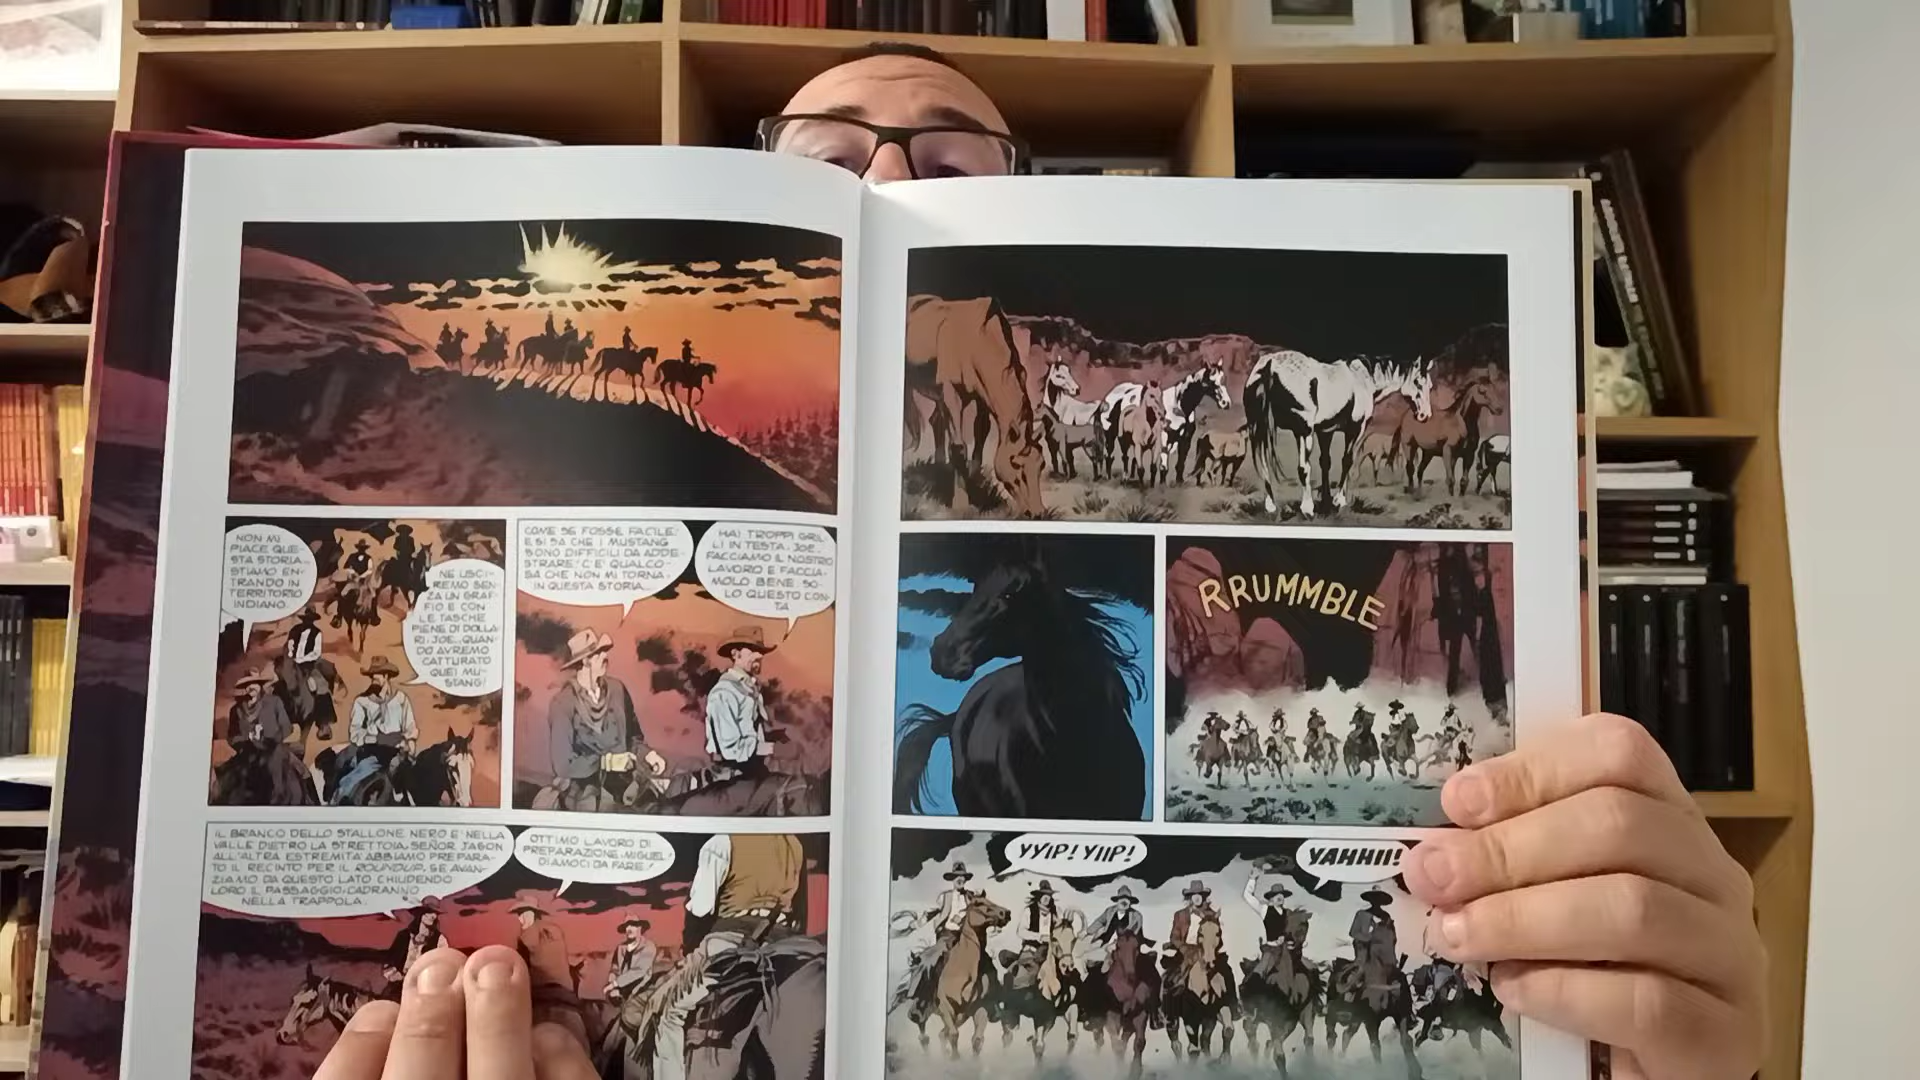 NON MI
PIACE QUE-
STA STORIA...
STIAMO EN-
TRANDO IN
TERRITORIO
INDIANO.
NE USCI-
REMO SEN-
ZA UN GRAF-
FIO E CON
LE TASCHE
PIENE DI DOLLA-
RI, JOE, QUAN-
DO AVREMO
CATTURATO
QUEI MU-
STANG!
COME SE FOSSE FACILE!
E SI SA CHE I MUSTANG
SONO DIFFICILI DA ADDE-
STRARE! C'E' QUALCO-
SA CHE NON MI TORNA,
IN QUESTA STORIA...
HAI TROPPI GRIL-
LI IN TESTA, JOE.
FACCIAMO IL NOSTRO
LAVORO E FACCIA-
MOLO BENE. SO-
LO QUESTO CON-
TA.
IL BRANCO DELLO STALLONE NERO E' NELLA
VALLE DIETRO LA STRETTOIA, SEÑOR JASON.
ALL'ALTRA ESTREMITA' ABBIAMO PREPARA-
TO IL RECINTO PER IL ROUNDUP. SE AVAN-
ZIAMO DA QUESTO LATO CHIUDENDO
LORO IL PASSAGGIO, CADRANNO
NELLA TRAPPOLA.
OTTIMO LAVORO DI
PREPARAZIONE, MIGUEL!
DIAMOCI DA FARE!
RRUMMBLE
YYIP! YIIP!
YAHHII!